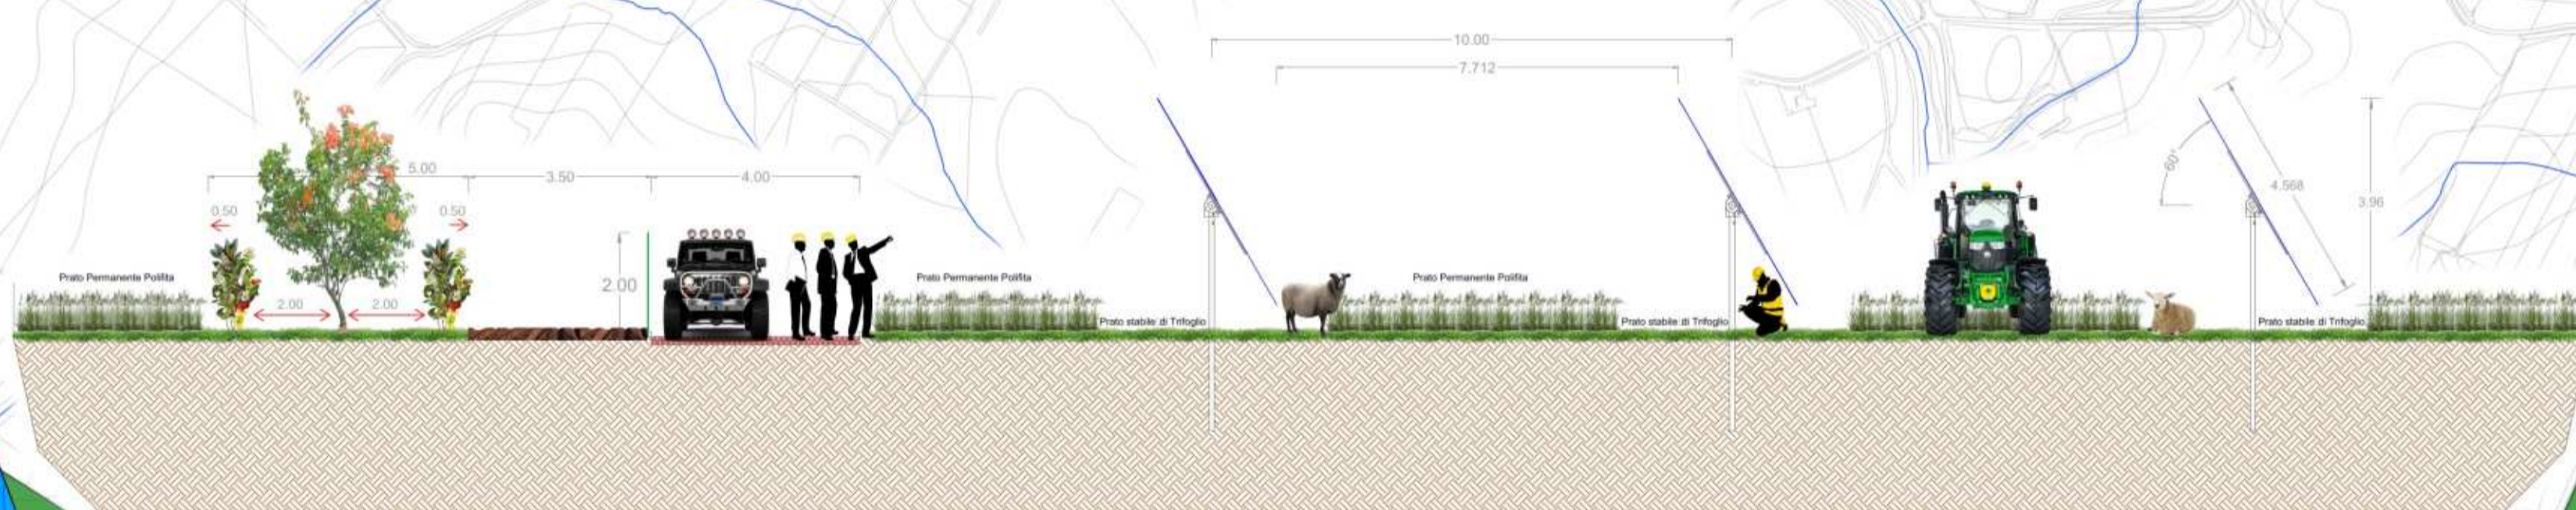 10.00
7.712
5.00
3.50
4.00
0.50
0.50
60°
4.568
3.96
2.00
Prato Permanente Polifita
Prato Permanente Polifita
Prato Permanente Polifita
2.00
2.00
Prato stabile di Trifoglio
Prato stabile di Trifoglio
Prato stabile di Trifoglio